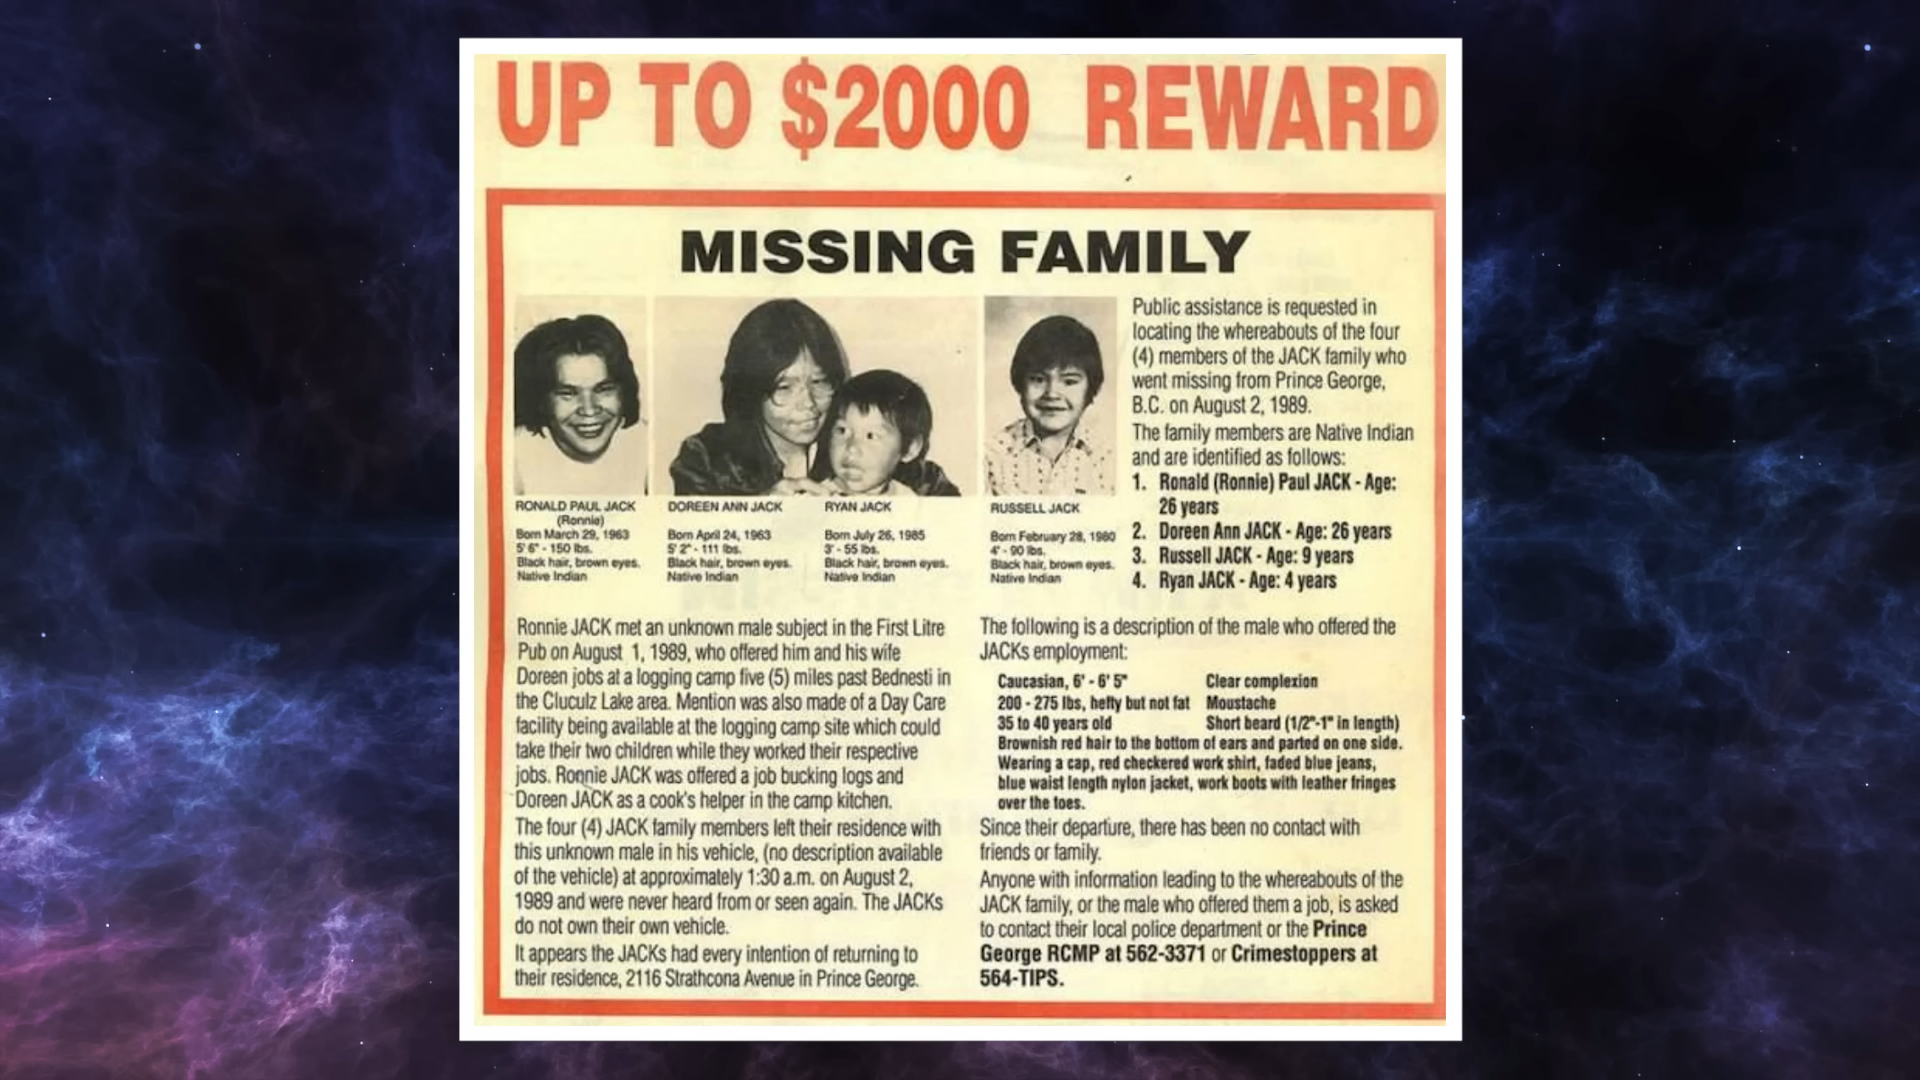 UP TO $2000 REWARD
MISSING FAMILY
RONALD PAUL JACK
(Ronnie)
Born March 29, 1963
5' 6" - 150 lbs.
Black hair, brown eyes.
Native Indian
DOREEN ANN JACK
Born April 24, 1963
5' 2" - 111 lbs.
Black hair, brown eyes.
Native Indian
RYAN JACK
Born July 26, 1985
3' - 55 lbs.
Black hair, brown eyes.
Native Indian
RUSSELL JACK
Born February 28, 1980
4' - 90 lbs.
Black hair, brown eyes.
Native Indian
Public assistance is requested in
locating the whereabouts of the four
(4) members of the JACK family who
went missing from Prince George,
B.C. on August 2, 1989.
The family members are Native Indian
and are identified as follows:
1. Ronald (Ronnie) Paul JACK - Age:
26 years
2. Doreen Ann JACK - Age: 26 years
3. Russell JACK - Age: 9 years
4. Ryan JACK - Age: 4 years
Ronnie JACK met an unknown male subject in the First Litre
Pub on August 1, 1989, who offered him and his wife
Doreen jobs at a logging camp five (5) miles past Bednesti in
the Cluculz Lake area. Mention was also made of a Day Care
facility being available at the logging camp site which could
take their two children while they worked their respective
jobs. Ronnie JACK was offered a job bucking logs and
Doreen JACK as a cook's helper in the camp kitchen.
The four (4) JACK family members left their residence with
this unknown male in his vehicle, (no description available
of the vehicle) at approximately 1:30 a.m. on August 2,
1989 and were never heard from or seen again. The JACKs
do not own their own vehicle.
It appears the JACKs had every intention of returning to
their residence, 2116 Strathcona Avenue in Prince George.
The following is a description of the male who offered the
JACKs employment:
Caucasian, 6' - 6' 5" Clear complexion
200 - 275 lbs, hefty but not fat Moustache
35 to 40 years old Short beard (1/2"-1" in length)
Brownish red hair to the bottom of ears and parted on one side.
Wearing a cap, red checkered work shirt, faded blue jeans,
blue waist length nylon jacket, work boots with leather fringes
over the toes.
Since their departure, there has been no contact with
friends or family.
Anyone with information leading to the whereabouts of the
JACK family, or the male who offered them a job, is asked
to contact their local police department or the Prince
George RCMP at 562-3371 or Crimestoppers at
564-TIPS.